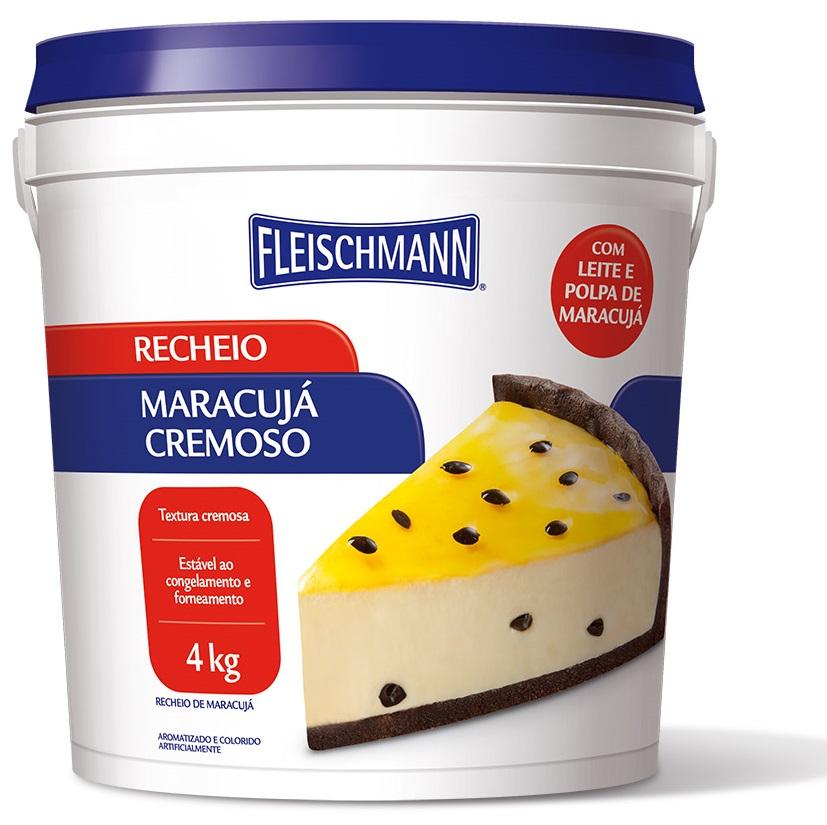 FLEISCHMANN®
COM
LEITE E
POLPA DE
MARACUJÁ
RECHEIO
MARACUJÁ
CREMOSO
Textura cremosa
Estável ao
congelamento e
forneamento
4 kg
RECHEIO DE MARACUJÁ
AROMATIZADO E COLORIDO
ARTIFICIALMENTE